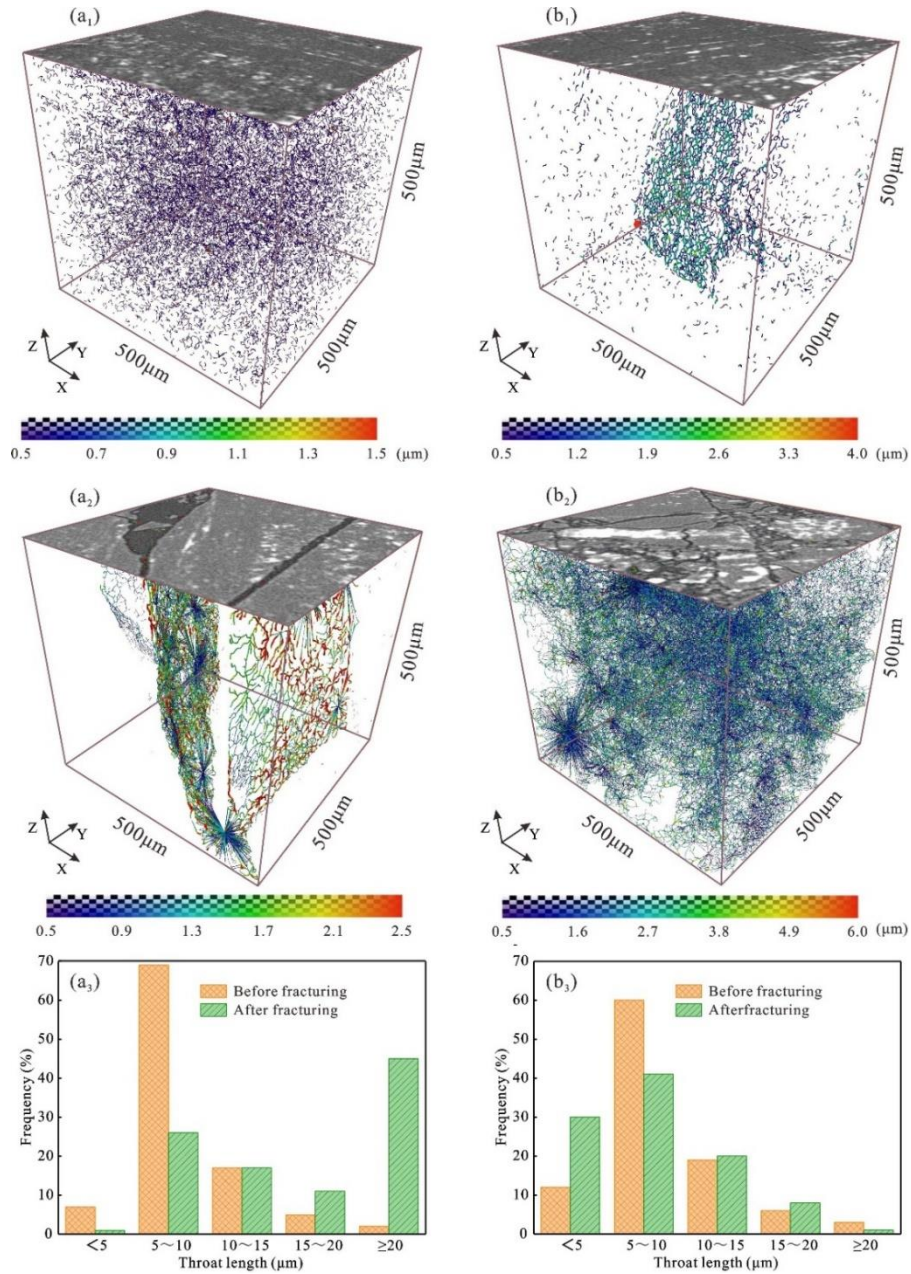 (a1)
500μm
500μm
500μm
Z
Y
X
0.5 0.7 0.9 1.1 1.3 1.5 (μm)
(b1)
500μm
500μm
500μm
Z
Y
X
0.5 1.2 1.9 2.6 3.3 4.0 (μm)
(a2)
500μm
500μm
500μm
Z
Y
X
0.5 0.9 1.3 1.7 2.1 2.5
(b2)
500μm
500μm
500μm
Z
Y
X
0.5 1.6 2.7 3.8 4.9 6.0 (μm)
(a3)
Before fracturing
After fracturing
Frequency (%)
70
60
50
40
30
20
10
0
<5 5～10 10～15 15～20 ≥20
Throat length (μm)
(b3)
Before fracturing
Afterfracturing
Frequency (%)
70
60
50
40
30
20
10
0
<5 5～10 10～15 15～20 ≥20
Throat length (μm)